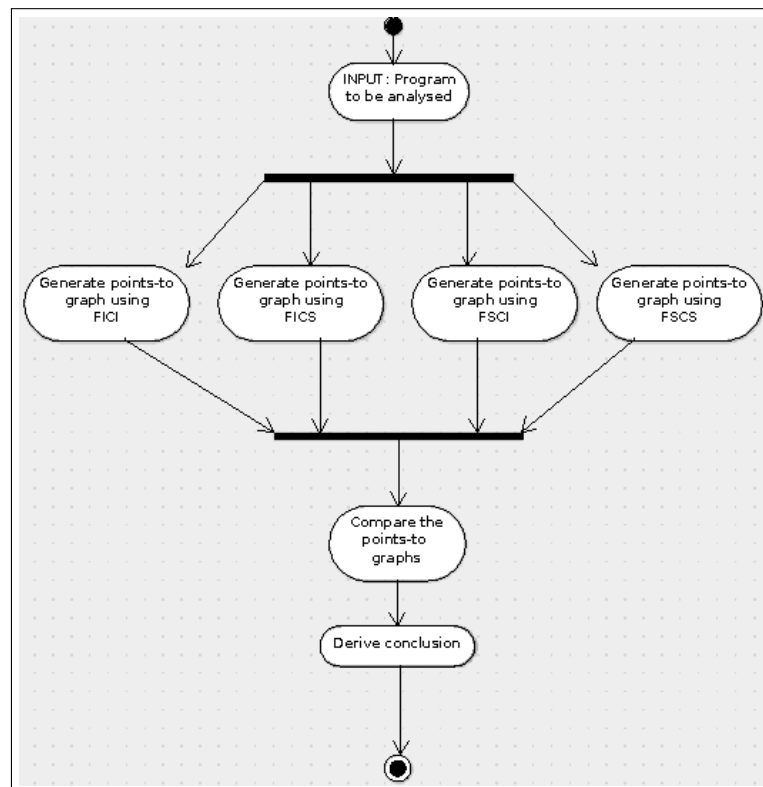 INPUT: Program
to be analysed
Generate points-to
graph using
FICI
Generate points-to
graph using
FICS
Generate points-to
graph using
FSCI
Generate points-to
graph using
FSCS
Compare the
points-to
graphs
Derive conclusion